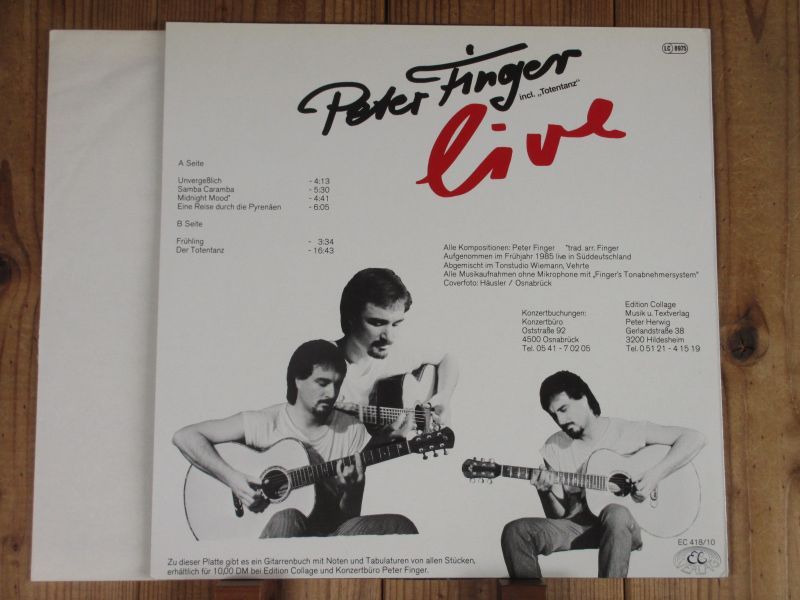 LC 8975
Peter Finger
incl. „Totentanz"
live
A Seite
Unvergeßlich - 4:13
Samba Caramba - 5:30
Midnight Mood* - 4:41
Eine Reise durch die Pyrenäen - 6:05
B Seite
Frühling - 3:34
Der Totentanz - 16:43
Alle Kompositionen: Peter Finger *trad. arr. Finger
Aufgenommen im Frühjahr 1985 live in Süddeutschland
Abgemischt im Tonstudio Wiemann, Vehrte
Alle Musikaufnahmen ohne Mikrophone mit „Finger's Tonabnehmersystem"
Coverfoto: Häusler / Osnabrück
Konzertbuchungen:
Konzertbüro
Oststraße 92
4500 Osnabrück
Tel. 05 41 - 7 02 05
Edition Collage
Musik u. Textverlag
Peter Herwig
Gerlandstraße 38
3200 Hildesheim
Tel. 0 51 21 - 4 15 19
EC 418/10
EC
Zu dieser Platte gibt es ein Gitarrenbuch mit Noten und Tabulaturen von allen Stücken,
erhältlich für 10,00 DM bei Edition Collage und Konzertbüro Peter Finger.